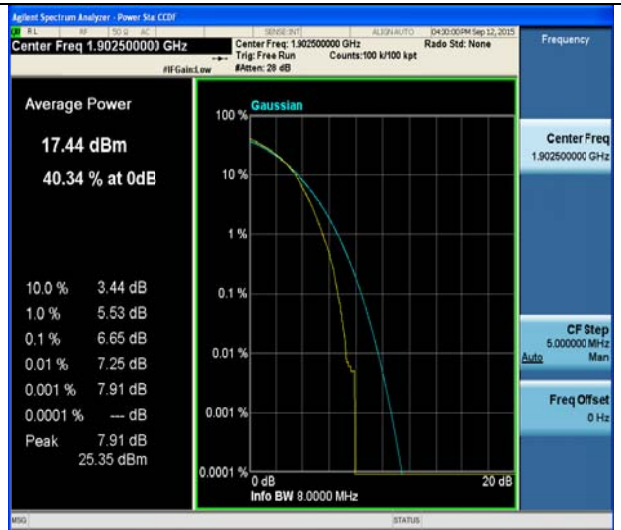 Agilent Spectrum Analyzer - Power Sta CCDF
RL RF 50 Ω AC SENSE:INT ALIGN AUTO 04:30:00 PM Sep 12, 2015
Center Freq 1.902500000 GHz
Center Freq: 1.902500000 GHz Radio Std: None
Trig: Free Run Counts:100 k/100 kpt
#IFGain:Low #Atten: 28 dB
Frequency
Average Power
17.44 dBm
40.34 % at 0dB
10.0 % 3.44 dB
1.0 % 5.53 dB
0.1 % 6.65 dB
0.01 % 7.25 dB
0.001 % 7.91 dB
0.0001 % --- dB
Peak 7.91 dB
25.35 dBm
Gaussian
100 %
10 %
1 %
0.1 %
0.01 %
0.001 %
0.0001 %
0 dB 20 dB
Info BW 8.0000 MHz
Center Freq
1.902500000 GHz
CF Step
5.000000 MHz
Auto Man
Freq Offset
0 Hz
MSG STATUS